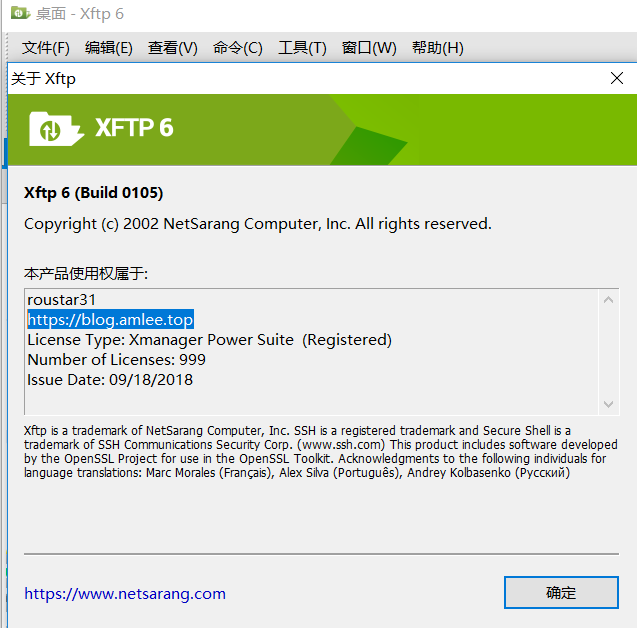 桌面 - Xftp 6
文件(F) 编辑(E) 查看(V) 命令(C) 工具(T) 窗口(W) 帮助(H)
关于 Xftp
XFTP 6
Xftp 6 (Build 0105)
Copyright (c) 2002 NetSarang Computer, Inc. All rights reserved.
本产品使用权属于:
roustar31
https://blog.amlee.top
License Type: Xmanager Power Suite  (Registered)
Number of Licenses: 999
Issue Date: 09/18/2018
Xftp is a trademark of NetSarang Computer, Inc. SSH is a registered trademark and Secure Shell is a
trademark of SSH Communications Security Corp. (www.ssh.com) This product includes software developed
by the OpenSSL Project for use in the OpenSSL Toolkit. Acknowledgments to the following individuals for
language translations: Marc Morales (Français), Alex Silva (Português), Andrey Kolbasenko (Русский)
https://www.netsarang.com
确定